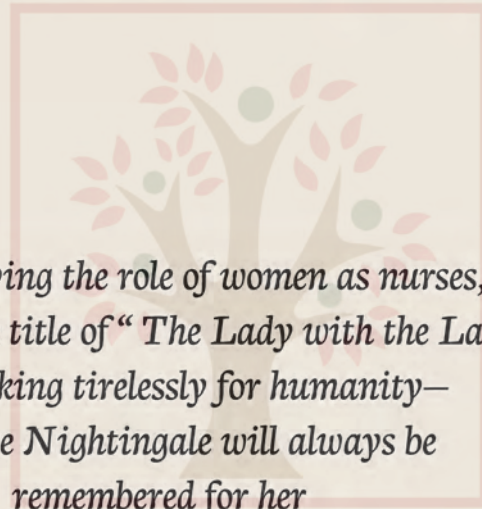 the role of women as nurses,
title of “ The Lady with the
tirelessly for humanity—
Nightingale will always be
remembered for her